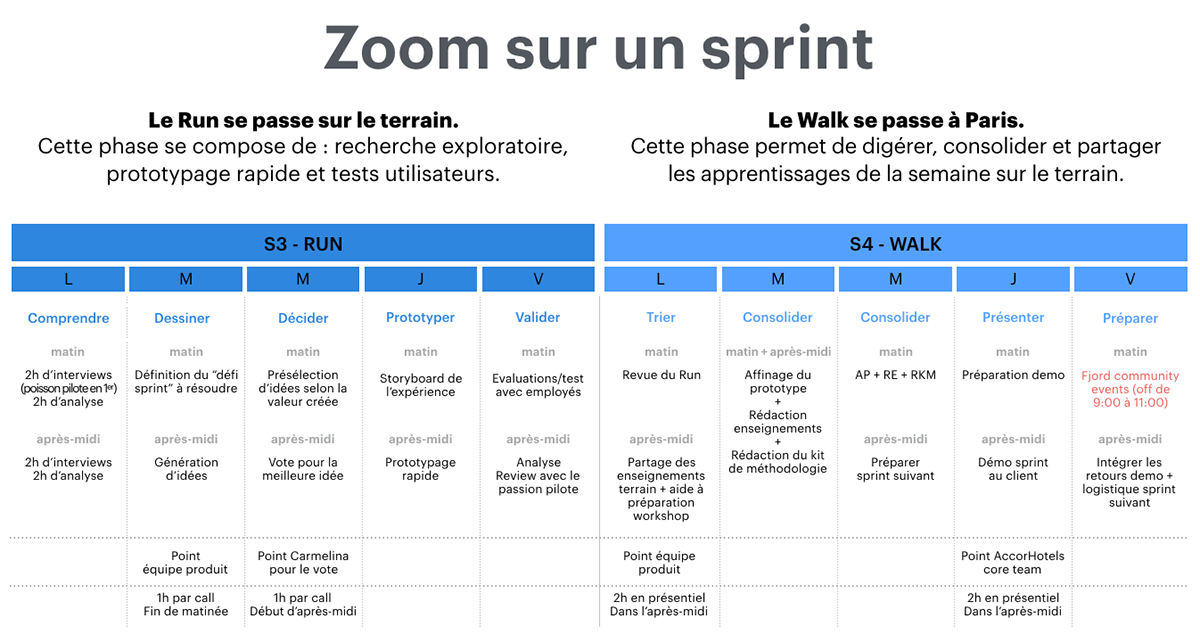 Zoom sur un sprint
Le Run se passe sur le terrain.
Cette phase se compose de : recherche exploratoire,
prototypage rapide et tests utilisateurs.
Le Walk se passe à Paris.
Cette phase permet de digérer, consolider et partager
les apprentissages de la semaine sur le terrain.
S3 - RUN
L
M
M
J
V
Comprendre
matin
2h d'interviews
(poisson pilote en 1er)
2h d'analyse
après-midi
2h d'interviews
2h d'analyse
Dessiner
matin
Définition du “défi
sprint” à résoudre
après-midi
Génération
d'idées
Point
équipe produit
1h par call
Fin de matinée
Décider
matin
Présélection
d'idées selon la
valeur créée
après-midi
Vote pour la
meilleure idée
Point Carmelina
pour le vote
1h par call
Début d'après-midi
Prototyper
matin
Storyboard de
l'expérience
après-midi
Prototypage
rapide
Valider
matin
Evaluations/test
avec employés
après-midi
Analyse
Review avec le
passion pilote
S4 - WALK
L
M
M
J
V
Trier
matin
Revue du Run
après-midi
Partage des
enseignements
terrain + aide à
préparation
workshop
Point équipe
produit
2h en présentiel
Dans l'après-midi
Consolider
matin + après-midi
Affinage du
prototype
+
Rédaction
enseignements
+
Rédaction du kit
de méthodologie
Consolider
matin
AP + RE + RKM
après-midi
Préparer
sprint suivant
Présenter
matin
Préparation demo
après-midi
Démo sprint
au client
Point AccorHotels
core team
2h en présentiel
Dans l'après-midi
Préparer
matin
Fjord community
events (off de
9:00 à 11:00)
après-midi
Intégrer les
retours demo +
logistique sprint
suivant